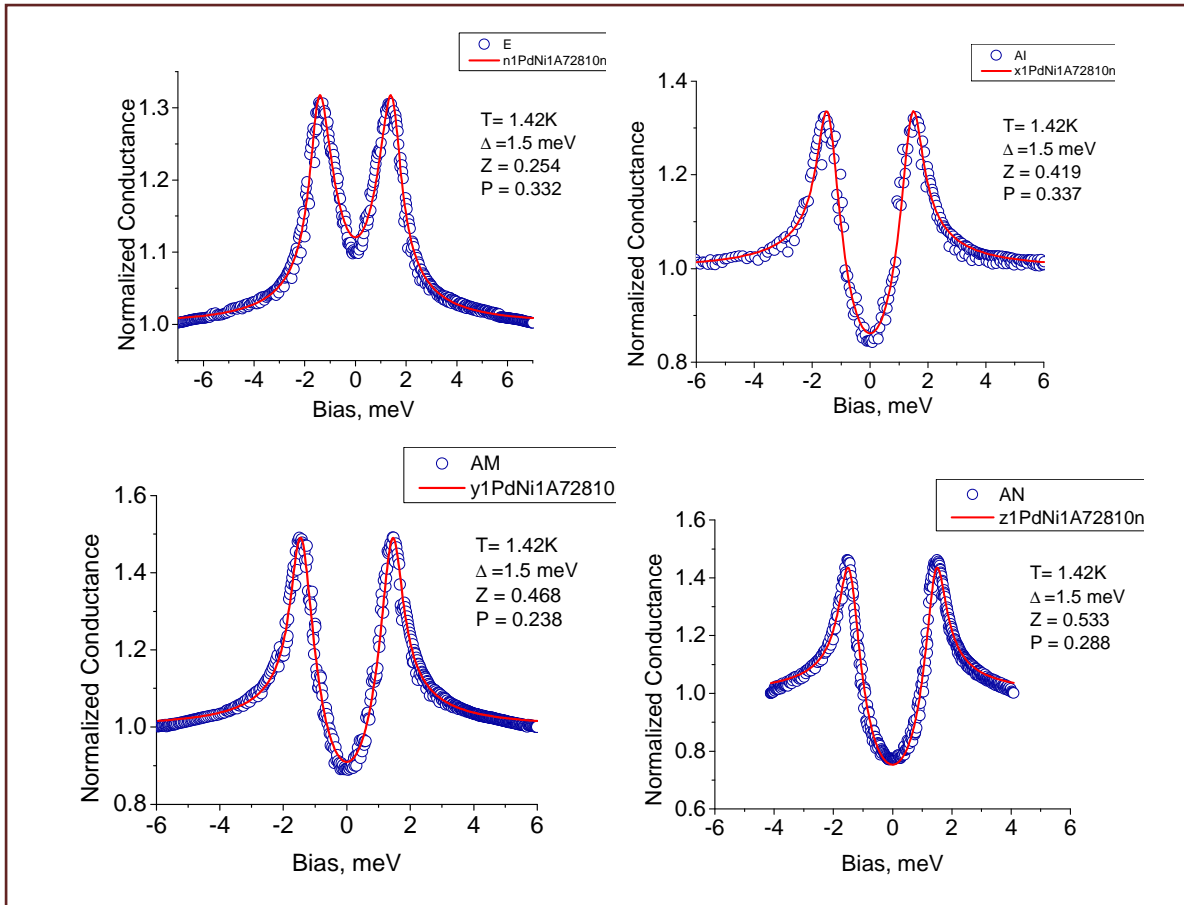 E
n1PdNi1A72810n
T= 1.42K
Δ =1.5 meV
Z = 0.254
P = 0.332
Normalized Conductance
1.3
1.2
1.1
1.0
-6 -4 -2 0 2 4 6
Bias, meV
AI
x1PdNi1A72810n
T= 1.42K
Δ =1.5 meV
Z = 0.419
P = 0.337
Normalized Conductance
1.4
1.2
1.0
0.8
-6 -4 -2 0 2 4 6
Bias, meV
AM
y1PdNi1A72810
T= 1.42K
Δ =1.5 meV
Z = 0.468
P = 0.238
Normalized Conductance
1.6
1.4
1.2
1.0
0.8
-6 -4 -2 0 2 4 6
Bias, meV
AN
z1PdNi1A72810n
T= 1.42K
Δ =1.5 meV
Z = 0.533
P = 0.288
Normalized Conductance
1.6
1.4
1.2
1.0
0.8
0.6
-6 -4 -2 0 2 4 6
Bias, meV